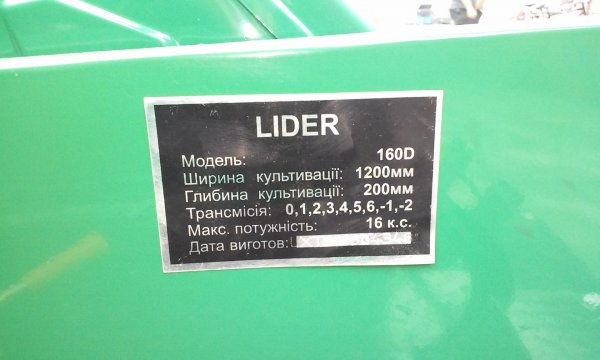 LIDER
Модель: 160D
Ширина культивації: 1200мм
Глибина культивації: 200мм
Трансмісія: 0,1,2,3,4,5,6,-1,-2
Макс. потужність: 16 к.с.
Дата виготов: